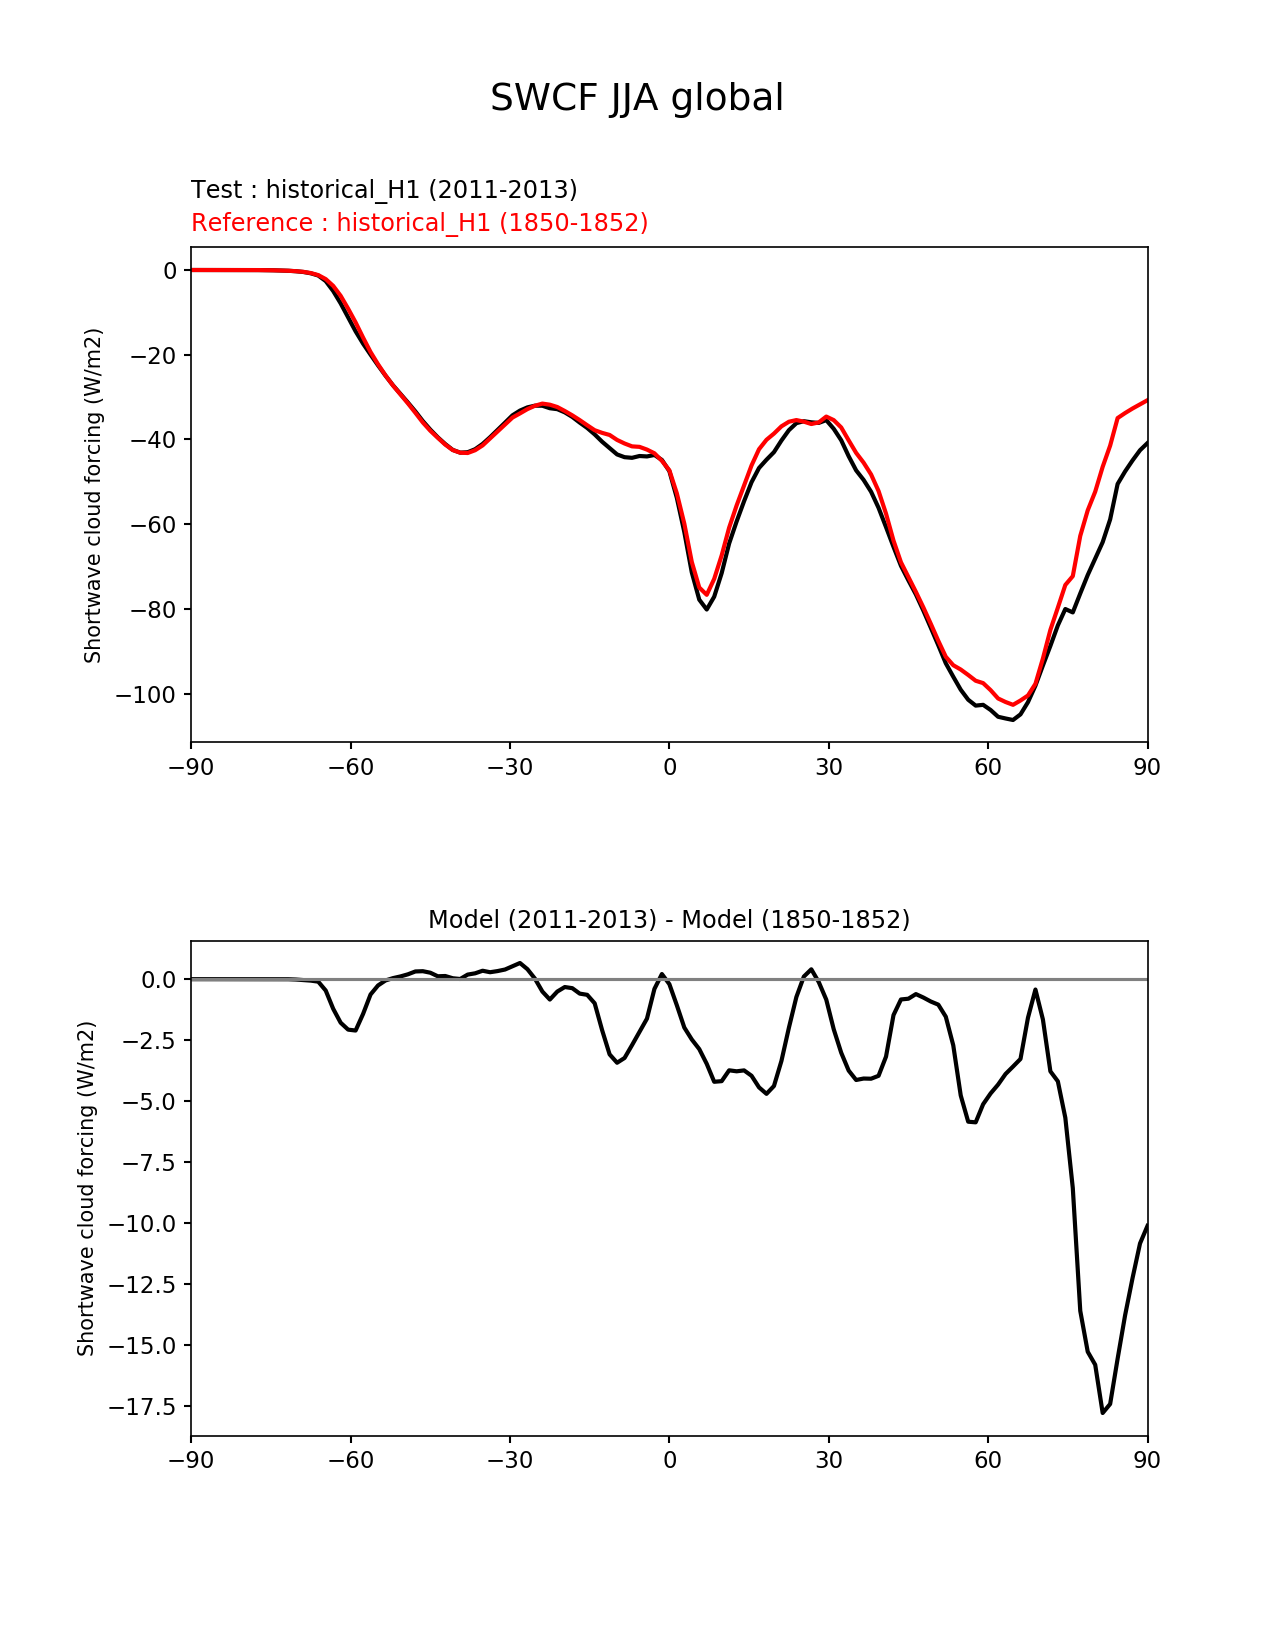 SWCF JJA global
Test : historical_H1 (2011-2013)
Reference : historical_H1 (1850-1852)
Shortwave cloud forcing (W/m2)
0
−20
−40
−60
−80
−100
−90 −60 −30 0 30 60 90
Model (2011-2013) - Model (1850-1852)
Shortwave cloud forcing (W/m2)
0.0
−2.5
−5.0
−7.5
−10.0
−12.5
−15.0
−17.5
−90 −60 −30 0 30 60 90